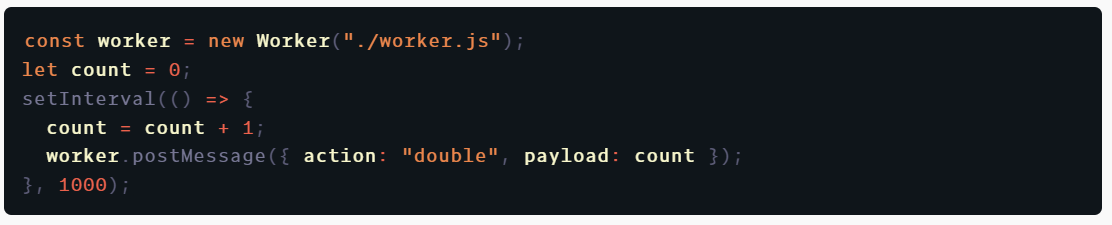 const worker = new Worker("./worker.js");
let count = 0;
setInterval(() => {
  count = count + 1;
  worker.postMessage({ action: "double", payload: count });
}, 1000);